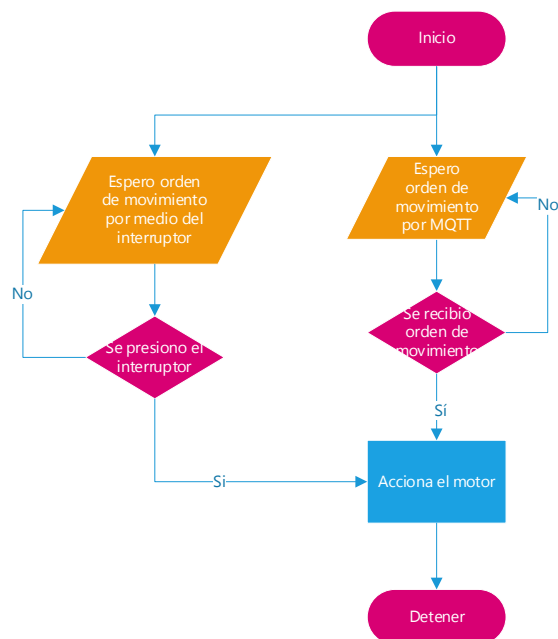 Inicio
Espero orden
de movimiento
por medio del
interruptor
Espero
orden de
movimiento
por MQTT
No
No
Se presiono el
interruptor
Se recibio
orden de
movimiento
Sí
Si
Acciona el motor
Detener